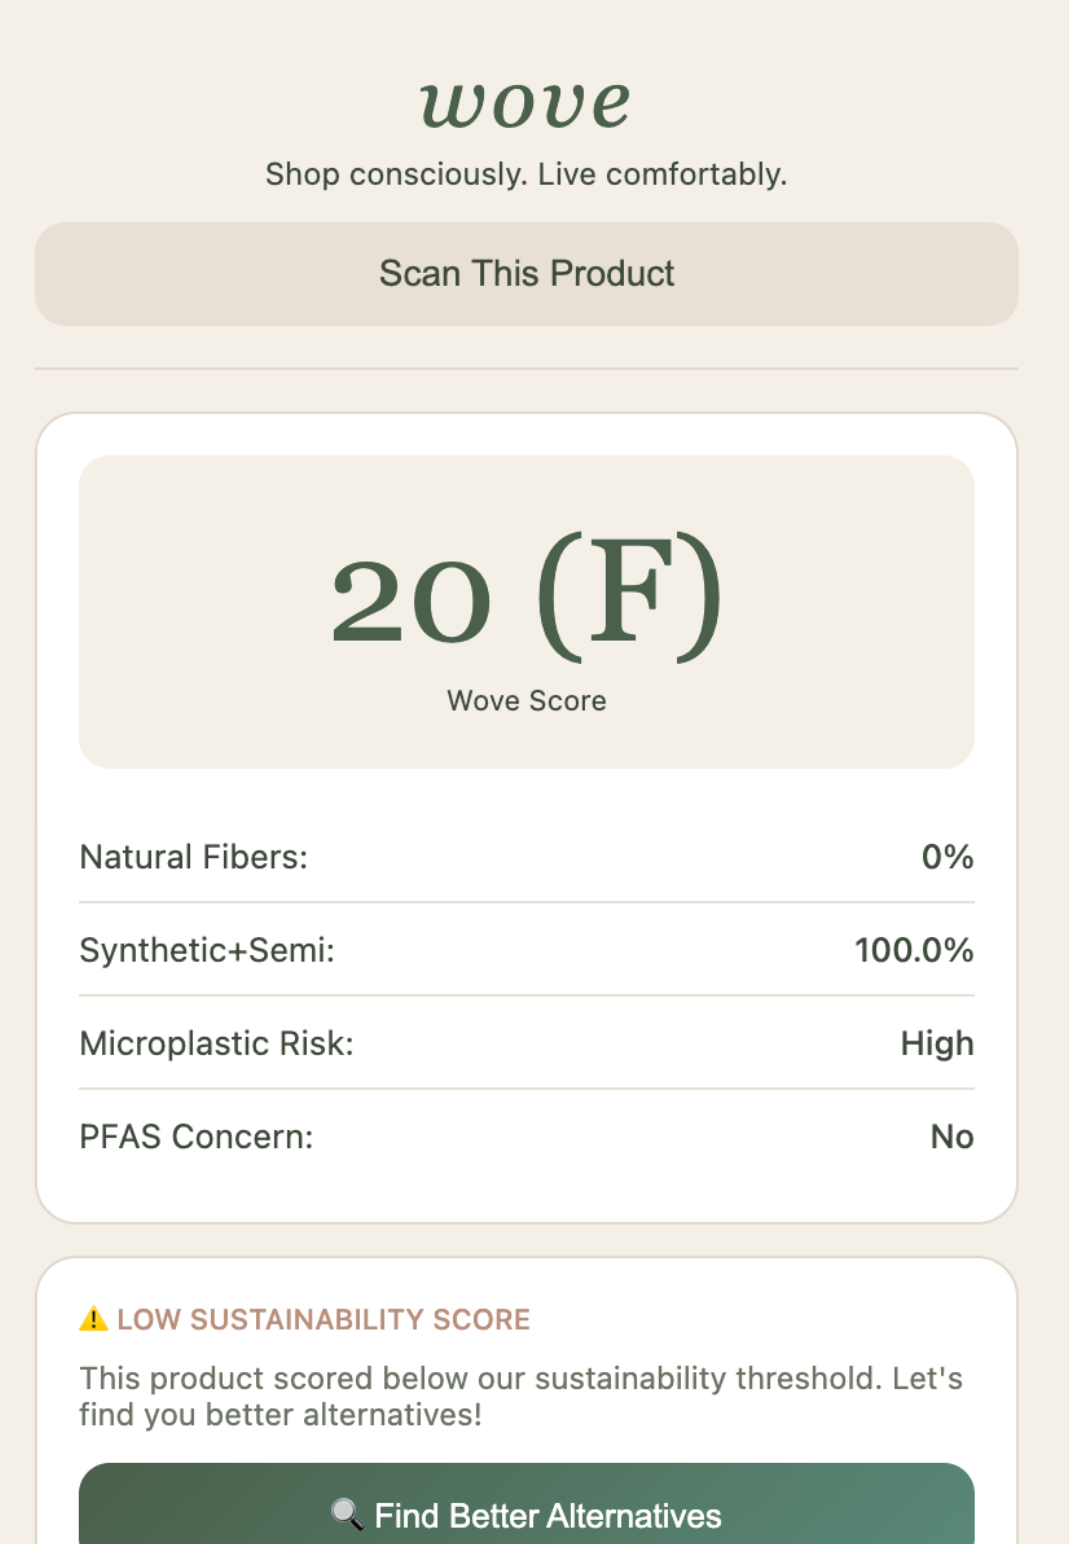 wove
Shop consciously. Live comfortably.
Scan This Product
20 (F)
Wove Score
Natural Fibers: 0%
Synthetic+Semi: 100.0%
Microplastic Risk: High
PFAS Concern: No
⚠️ LOW SUSTAINABILITY SCORE
This product scored below our sustainability threshold. Let's
find you better alternatives!
🔍 Find Better Alternatives